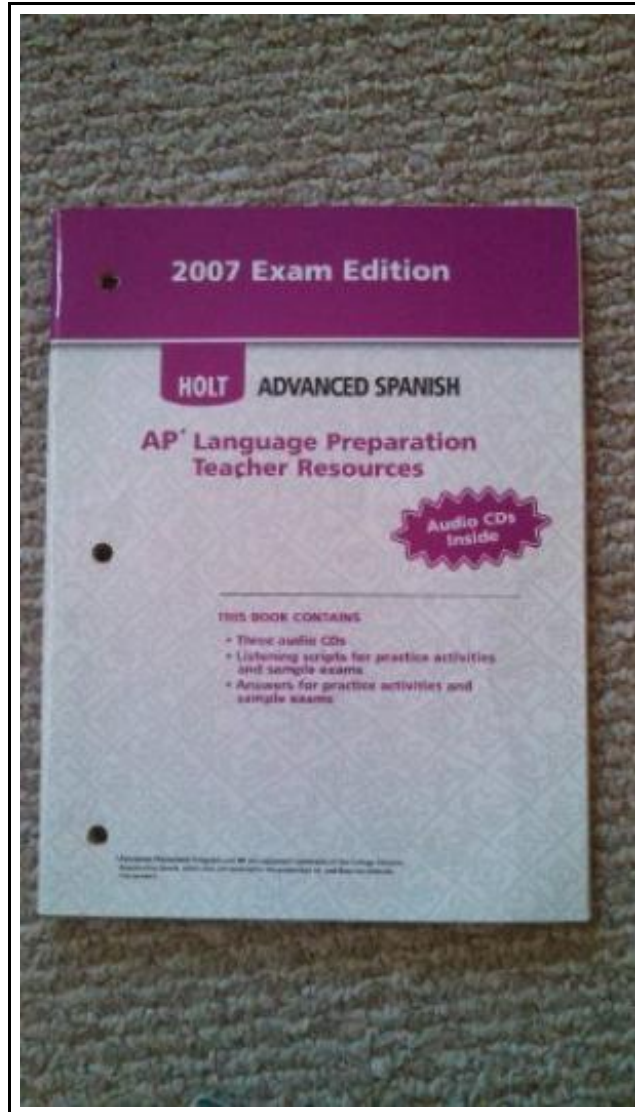 2007 Exam Edition
HOLT ADVANCED SPANISH
AP* Language Preparation
Teacher Resources
Audio CDs
Inside
THIS BOOK CONTAINS
• Three audio CDs
• Listening scripts for practice activities
and sample exams
• Answers for practice activities and
sample exams